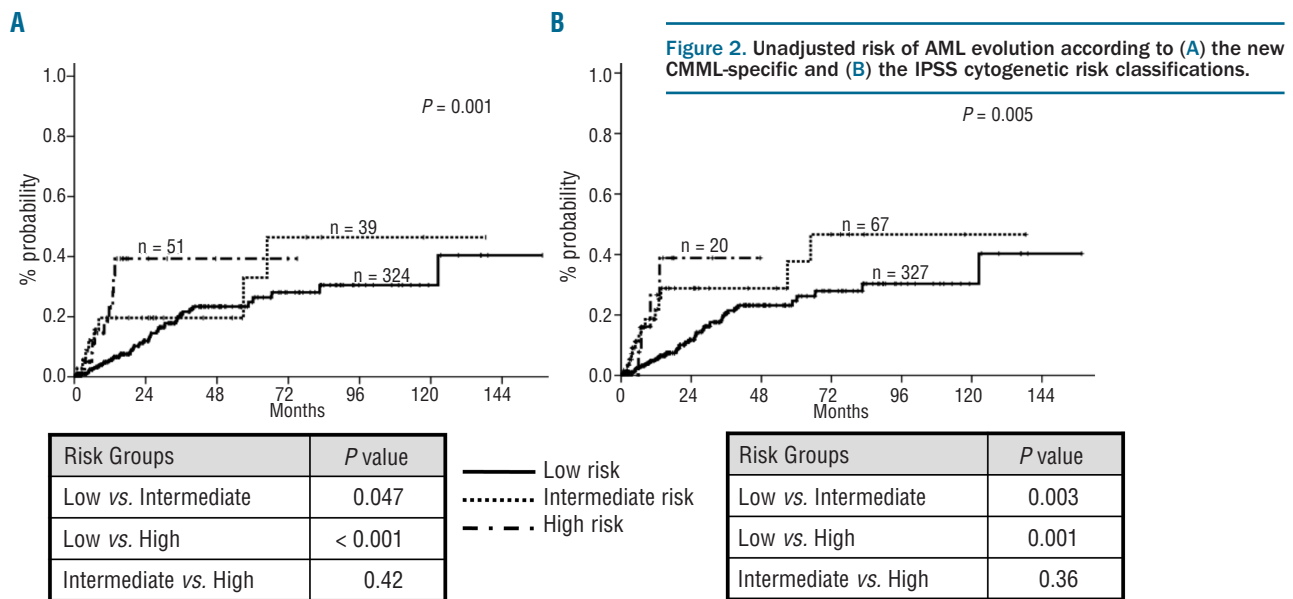 A
B
Figure 2. Unadjusted risk of AML evolution according to (A) the new
CMML-specific and (B) the IPSS cytogenetic risk classifications.
% probability
1.0
0.8
0.6
0.4
0.2
0.0
P = 0.001
n = 51
n = 39
n = 324
0 24 48 72 96 120 144
Months
% probability
1.0
0.8
0.6
0.4
0.2
0.0
P = 0.005
n = 20
n = 67
n = 327
0 24 48 72 96 120 144
Months
Risk Groups P value
Low vs. Intermediate 0.047
Low vs. High < 0.001
Intermediate vs. High 0.42
Low risk
Intermediate risk
High risk
Risk Groups P value
Low vs. Intermediate 0.003
Low vs. High 0.001
Intermediate vs. High 0.36